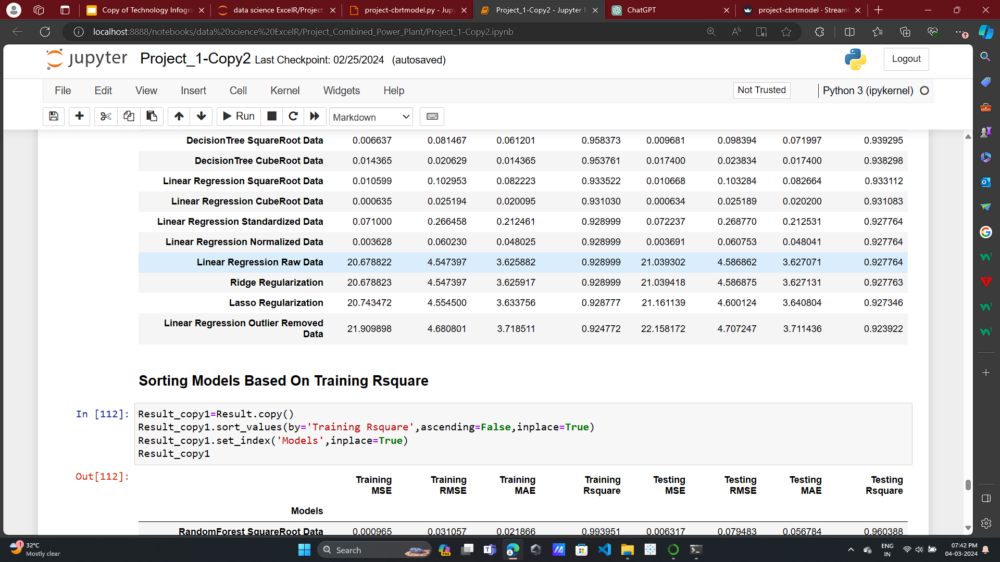 Copy of Technology Infogra
data science ExcelR/Project
project-cbrtmodel.py - Jupy
Project_1-Copy2 - Jupyter N
ChatGPT
project-cbrtmodel · Streaml
localhost:8888/notebooks/data%20science%20ExcelR/Project_Combined_Power_Plant/Project_1-Copy2.ipynb
jupyter Project_1-Copy2 Last Checkpoint: 02/25/2024 (autosaved)
Logout
File Edit View Insert Cell Kernel Widgets Help
Not Trusted
Python 3 (ipykernel)
Run
Markdown
DecisionTree SquareRoot Data 0.006637 0.081467 0.061201 0.958373 0.009681 0.098394 0.071997 0.939295
DecisionTree CubeRoot Data 0.014365 0.020629 0.014365 0.953761 0.017400 0.023834 0.017400 0.938298
Linear Regression SquareRoot Data 0.010599 0.102953 0.082223 0.933522 0.010668 0.103284 0.082664 0.933112
Linear Regression CubeRoot Data 0.000635 0.025194 0.020095 0.931030 0.000634 0.025189 0.020200 0.931083
Linear Regression Standardized Data 0.071000 0.266458 0.212461 0.928999 0.072237 0.268770 0.212531 0.927764
Linear Regression Normalized Data 0.003628 0.060230 0.048025 0.928999 0.003691 0.060753 0.048041 0.927764
Linear Regression Raw Data 20.678822 4.547397 3.625882 0.928999 21.039302 4.586862 3.627071 0.927764
Ridge Regularization 20.678823 4.547397 3.625917 0.928999 21.039418 4.586875 3.627131 0.927763
Lasso Regularization 20.743472 4.554500 3.633756 0.928777 21.161139 4.600124 3.640804 0.927346
Linear Regression Outlier Removed
Data 21.909898 4.680801 3.718511 0.924772 22.158172 4.707247 3.711436 0.923922
Sorting Models Based On Training Rsquare
In [112]:
Result_copy1=Result.copy()
Result_copy1.sort_values(by='Training Rsquare',ascending=False,inplace=True)
Result_copy1.set_index('Models',inplace=True)
Result_copy1
Out[112]:
Training Training Training Training Testing Testing Testing Testing
MSE RMSE MAE Rsquare MSE RMSE MAE Rsquare
Models
RandomForest SquareRoot Data 0.000965 0.031057 0.021866 0.993951 0.006317 0.079483 0.056784 0.960388
1
32°C
Mostly clear
Search
PRE
ENG
IN
07:42 PM
04-03-2024